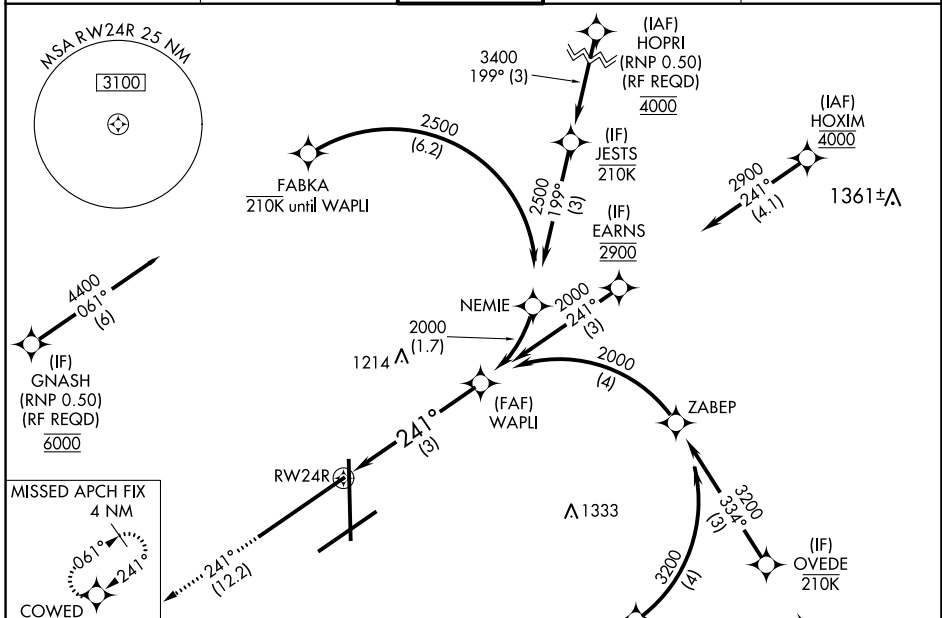 MSA RW24R 25 NM
3100
(IAF)
HOPRI
(RNP 0.50)
(RF REQD)
4000
3400
199° (3)
(IAF)
HOXIM
4000
2500
(6.2)
(IF)
JESTS
210K
FABKA
210K until WAPLI
2500
199°
(3)
2900
241°
(4.1)
1361±
(IF)
EARNS
2900
4400
061°
(6)
NEMIE
2000
241°
(3)
2000
(1.7)
1214
2000
(4)
(IF)
GNASH
(RNP 0.50)
(RF REQD)
6000
(FAF)
WAPLI
ZABEP
241°
(3)
RW24R
MISSED APCH FIX
4 NM
061°
241°
COWED
241°
(12.2)
1333
3200
334°
(3)
3200
(4)
(IF)
OVEDE
210K